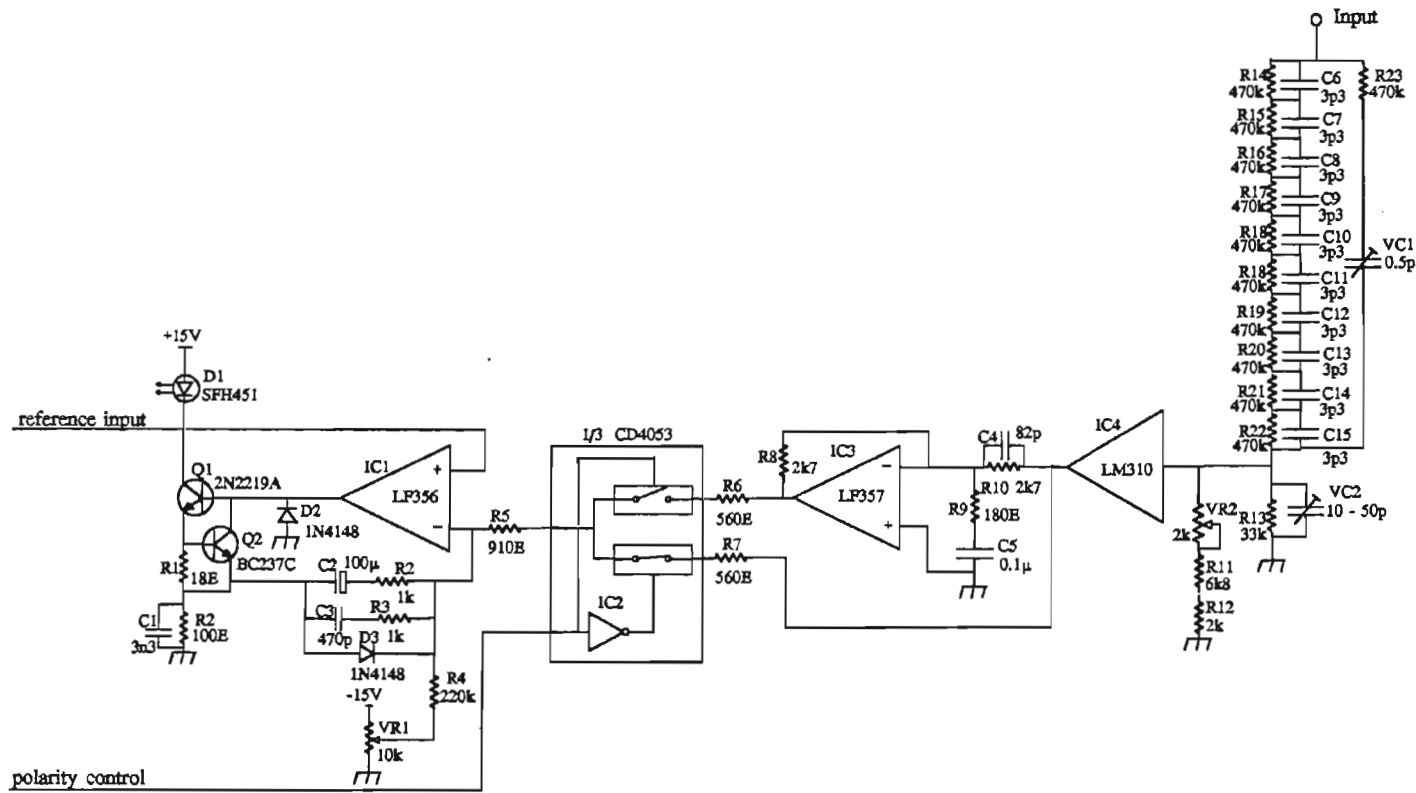 Input
R14
470k
C6
3p3
R23
470k
R15
470k
C7
3p3
R16
470k
C8
3p3
R17
470k
C9
3p3
R18
470k
C10
3p3
VC1
0.5p
R18
470k
C11
3p3
R19
470k
C12
3p3
R20
470k
C13
3p3
R21
470k
C14
3p3
R22
470k
C15
3p3
+15V
D1
SFH451
reference input
Q1
2N2219A
IC1
+
LF356
-
D2
1N4148
Q2
BC237C
R1
18E
C1
3n3
R2
100E
C2
100μ
R2
1k
C3
470p
R3
1k
D3
1N4148
-15V
VR1
10k
R4
220k
R5
910E
1/3 CD4053
IC2
R6
560E
R7
560E
R8
2k7
IC3
LF357
-
+
C4
82p
R10
2k7
R9
180E
C5
0.1μ
IC4
LM310
VR2
2k
R11
6k8
R12
2k
R13
33k
VC2
10 - 50p
polarity control